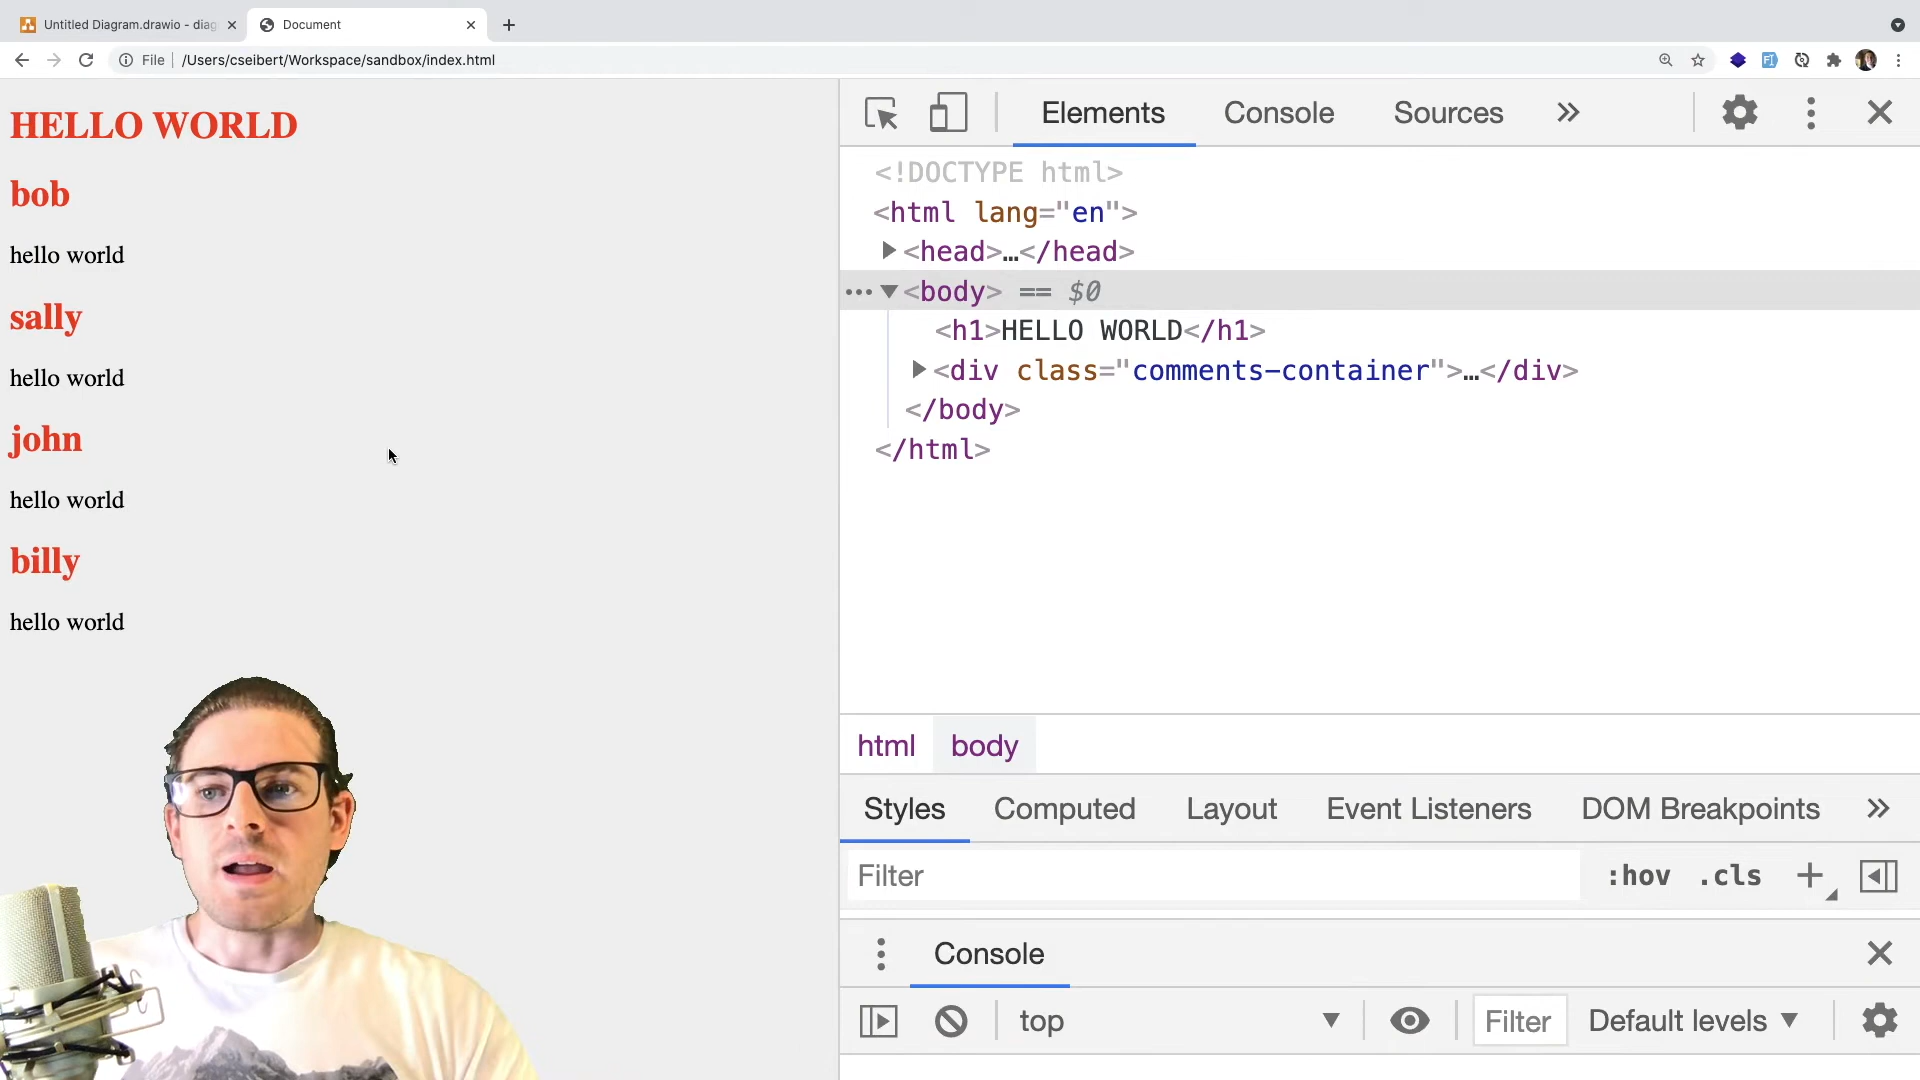 Untitled Diagram.drawio - diag
Document
File /Users/cseibert/Workspace/sandbox/index.html
HELLO WORLD
bob
hello world
sally
hello world
john
hello world
billy
hello world
Elements Console Sources
<!DOCTYPE html>
<html lang="en">
<head>…</head>
<body> == $0
<h1>HELLO WORLD</h1>
<div class="comments-container">…</div>
</body>
</html>
html body
Styles Computed Layout Event Listeners DOM Breakpoints
Filter :hov .cls
Console
top Filter Default levels